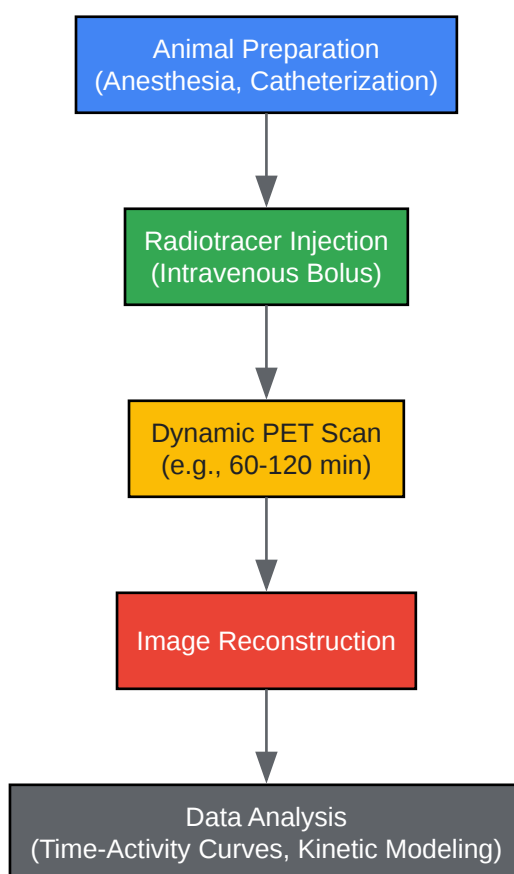 Animal Preparation
(Anesthesia, Catheterization)
Radiotracer Injection
(Intravenous Bolus)
Dynamic PET Scan
(e.g., 60-120 min)
Image Reconstruction
Data Analysis
(Time-Activity Curves, Kinetic Modeling)